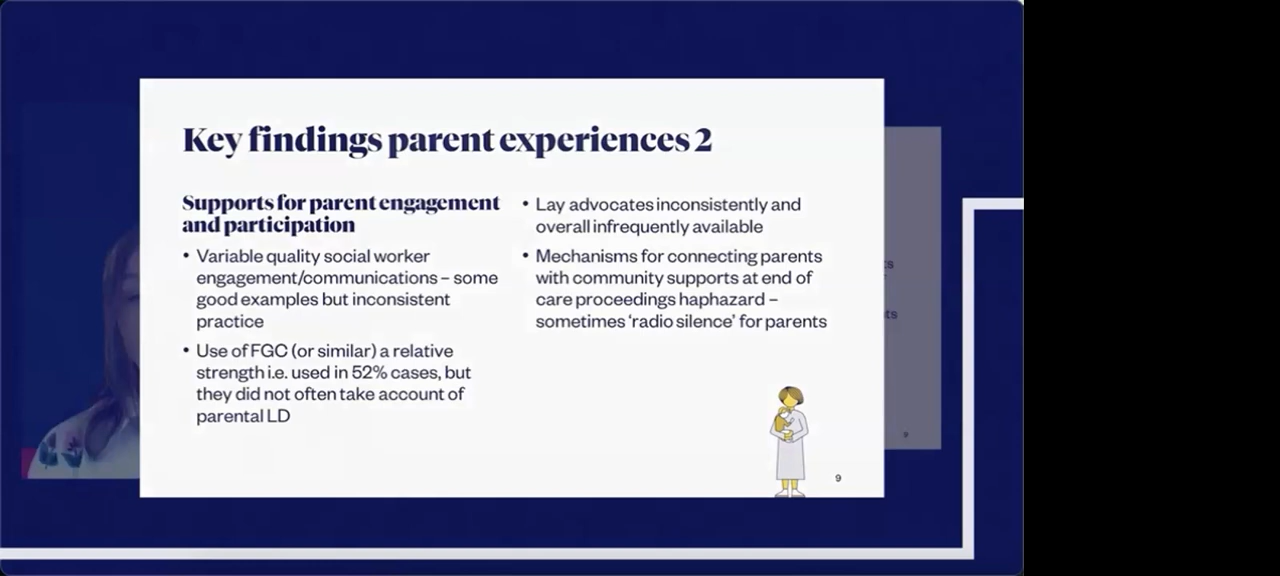 Key findings parent experiences 2
Supports for parent engagement
and participation
• Variable quality social worker
engagement/communications – some
good examples but inconsistent
practice
• Use of FGC (or similar) a relative
strength i.e. used in 52% cases, but
they did not often take account of
parental LD
• Lay advocates inconsistently and
overall infrequently available
• Mechanisms for connecting parents
with community supports at end of
care proceedings haphazard –
sometimes ‘radio silence’ for parents
9
ts
ts
9